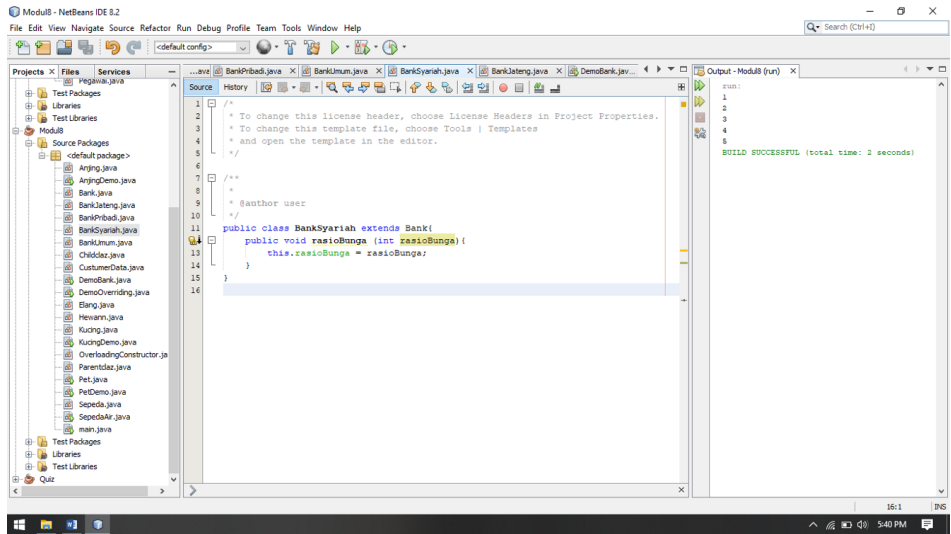 Modul8 - NetBeans IDE 8.2
File Edit View Navigate Source Refactor Run Debug Profile Team Tools Window Help
Search (Ctrl+I)
<default config>
Projects Files Services
Pegawai.java
Test Packages
Libraries
Test Libraries
Modul8
Source Packages
<default package>
Anjing.java
AnjingDemo.java
Bank.java
BankJateng.java
BankPribadi.java
BankSyariah.java
BankUmum.java
Childdaz.java
CustumerData.java
DemoBank.java
DemoOverriding.java
Elang.java
Hewann.java
Kucing.java
KucingDemo.java
OverloadingConstructor.ja
Parentdaz.java
Pet.java
PetDemo.java
Sepeda.java
SepedaAir.java
main.java
Test Packages
Libraries
Test Libraries
Quiz
...ava BankPribadi.java BankUmum.java BankSyariah.java BankJateng.java DemoBank.jav...
Source History
1 /*
2 * To change this license header, choose License Headers in Project Properties.
3 * To change this template file, choose Tools | Templates
4 * and open the template in the editor.
5 */
6
7 /**
8 *
9 * @author user
10 */
11 public class BankSyariah extends Bank{
public void rasioBunga (int rasioBunga){
13 this.rasioBunga = rasioBunga;
14 }
15 }
16
Output - Modul8 (run)
run:
1
2
3
4
5
BUILD SUCCESSFUL (total time: 2 seconds)
16:1 INS
5:40 PM